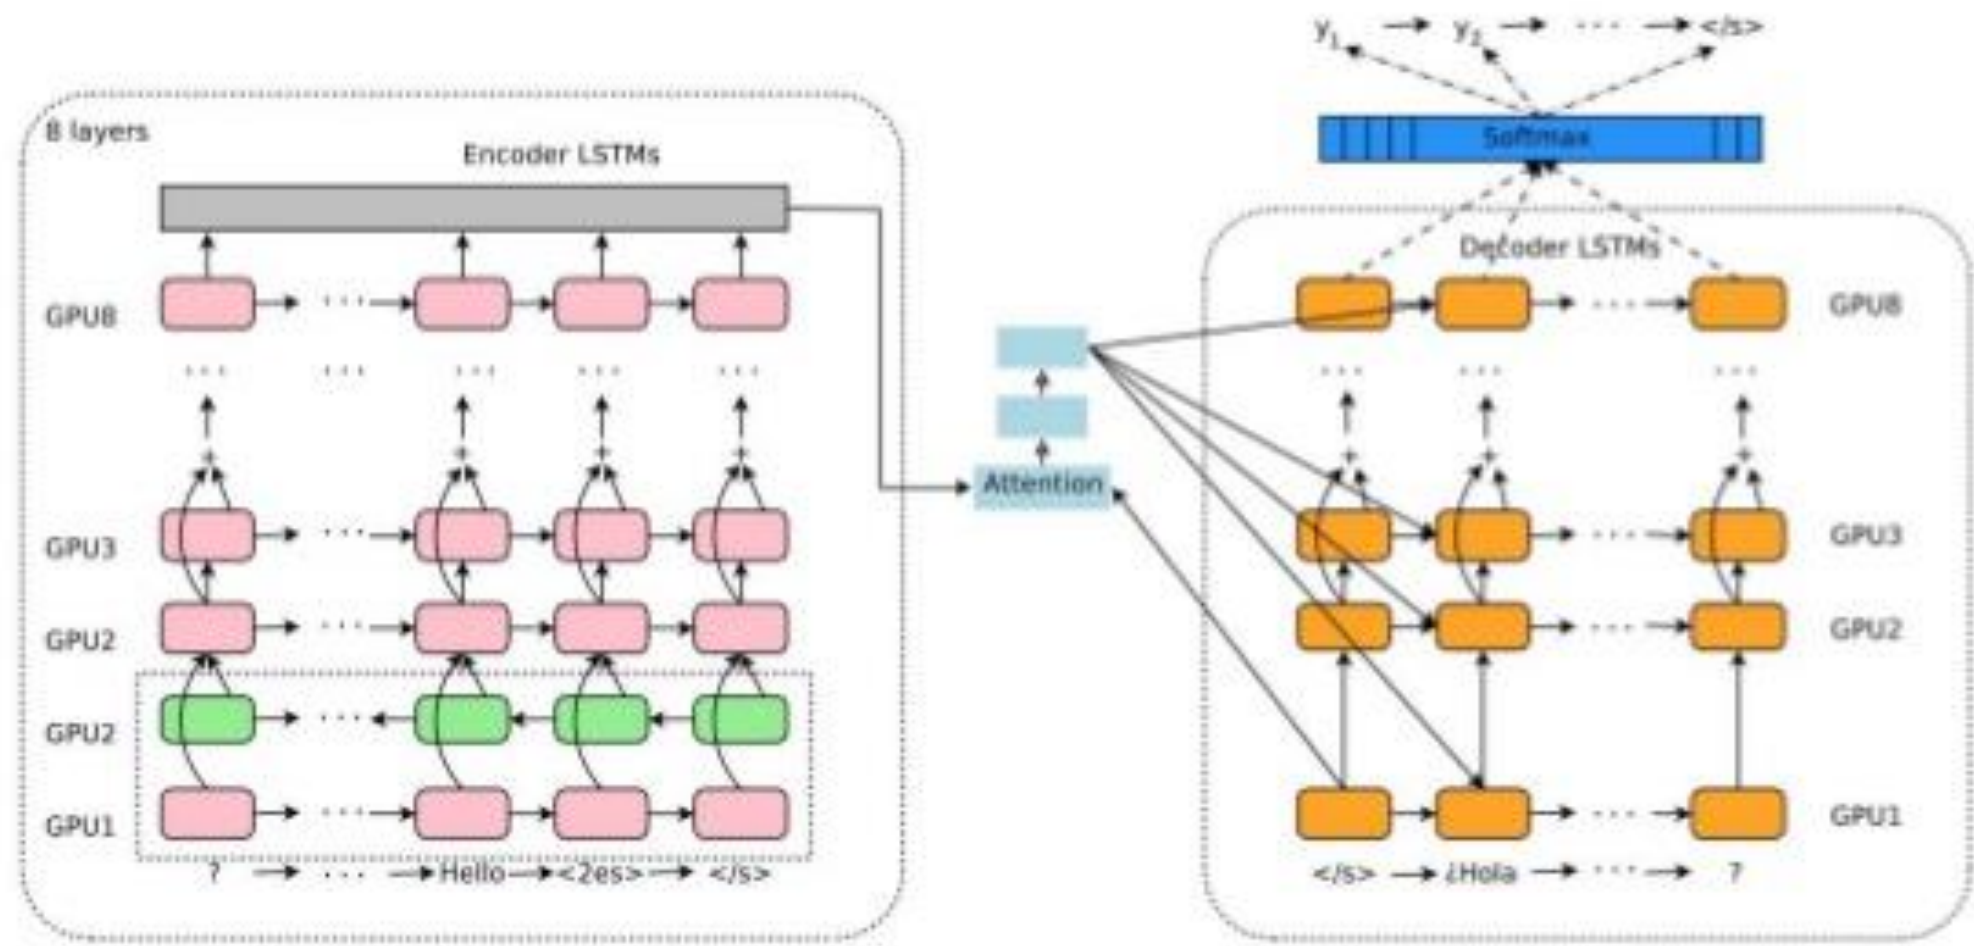 y1 → y2 → ... → </s>
Softmax
8 layers
Encoder LSTMs
GPU8
... ... ... ... ...
GPU3
GPU2
GPU2
GPU1
? → ... → Hello → <2es> → </s>
Attention
Decoder LSTMs
GPU8
... ... ...
GPU3
GPU2
GPU1
</s> → ¿Hola → ... → ?